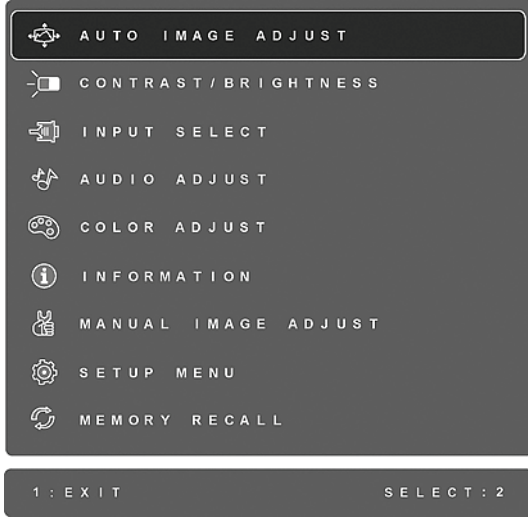 AUTO IMAGE ADJUST
CONTRAST/BRIGHTNESS
INPUT SELECT
AUDIO ADJUST
COLOR ADJUST
INFORMATION
MANUAL IMAGE ADJUST
SETUP MENU
MEMORY RECALL
1:EXIT SELECT:2